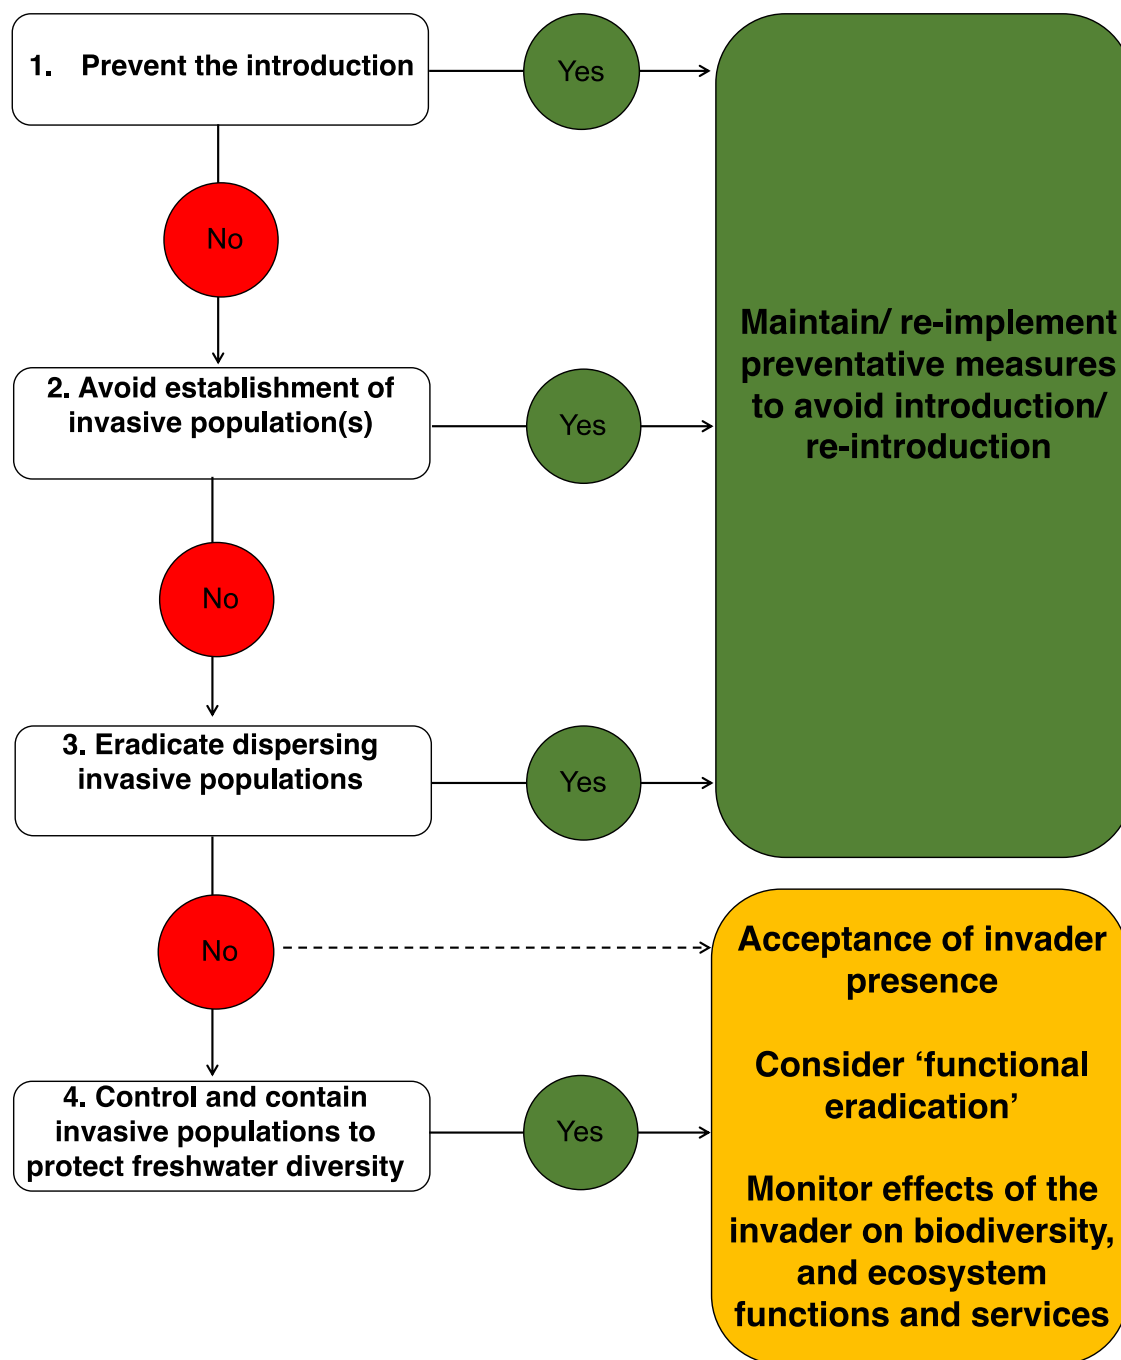 1. Prevent the introduction
Yes
No
2. Avoid establishment of
invasive population(s)
Yes
No
3. Eradicate dispersing
invasive populations
Yes
Maintain/ re-implement
preventative measures
to avoid introduction/
re-introduction
No
4. Control and contain
invasive populations to
protect freshwater diversity
Yes
Acceptance of invader
presence
Consider ‘functional
eradication’
Monitor effects of the
invader on biodiversity,
and ecosystem
functions and services